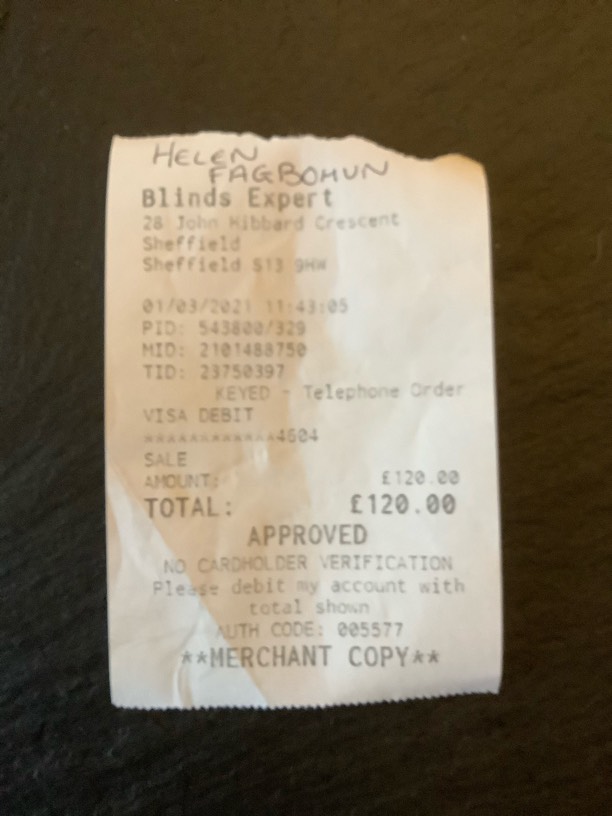 HELEN
FAGBOHUN
Blinds Expert
28 John Hibbard Crescent
Sheffield
Sheffield S13 9HW
01/03/2021 11:43:05
PID: 543800/329
MID: 2101488750
TID: 23750397
KEYED - Telephone Order
VISA DEBIT
************4604
SALE
AMOUNT: £120.00
TOTAL: £120.00
APPROVED
NO CARDHOLDER VERIFICATION
Please debit my account with
total shown
AUTH CODE: 005577
**MERCHANT COPY**